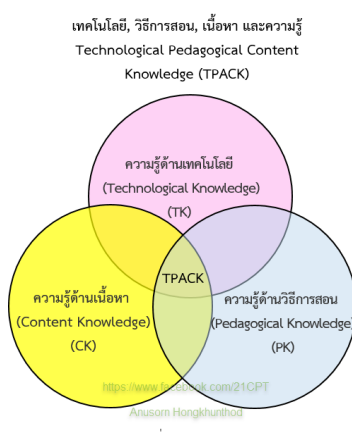 เทคโนโลยี, วิธีการสอน, เนื้อหา และความรู้
Technological Pedagogical Content
Knowledge (TPACK)
ความรู้ด้านเทคโนโลยี
(Technological Knowledge)
(TK)
TPACK
ความรู้ด้านเนื้อหา
(Content Knowledge)
(CK)
ความรู้ด้านวิธีการสอน
(Pedagogical Knowledge)
(PK)
https://www.facebook.com/21CPT
Anusorn Hongkhunthod